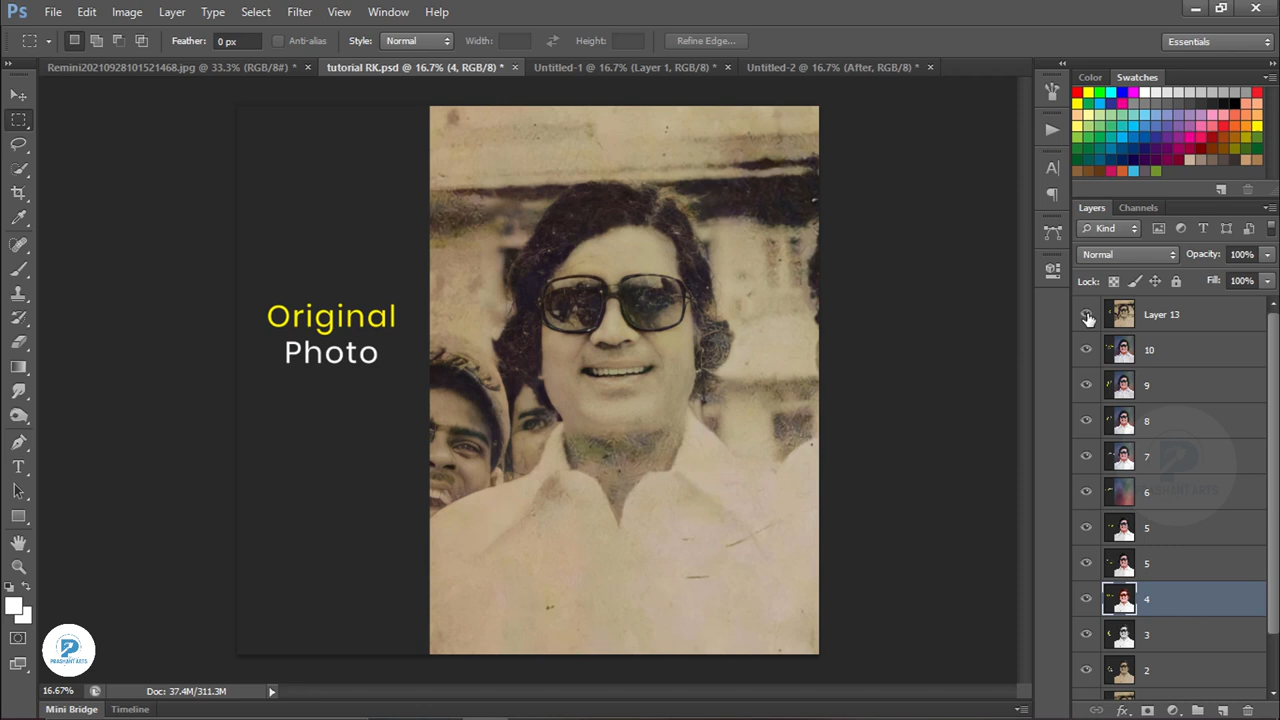 Ps File Edit Image Layer Type Select Filter View Window Help
Feather: 0 px Anti-alias Style: Normal Width: Height: Refine Edge... Essentials
Remini20210928101521468.jpg @ 33.3% (RGB/8#) * × tutorial RK.psd @ 16.7% (4, RGB/8) * × Untitled-1 @ 16.7% (Layer 1, RGB/8) * × Untitled-2 @ 16.7% (After, RGB/8) * ×
Color Swatches
Layers Channels
Kind
Normal Opacity: 100%
Lock: Fill: 100%
Original
Photo
Layer 13
10
9
8
7
6
5
5
4
3
2
PRASHANT ARTS
PRASHANT ARTS
16.67% Doc: 37.4M/311.3M
Mini Bridge Timeline